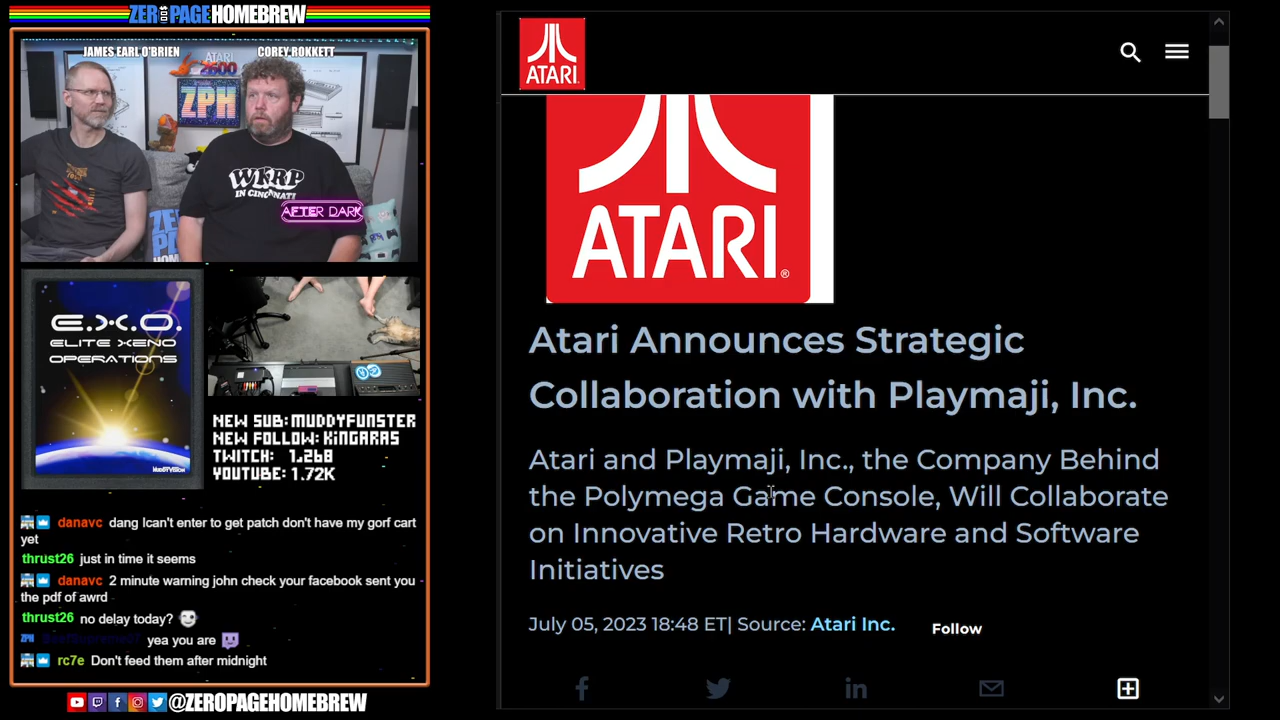 ZEROPAGEHOMEBREW
JAMES EARL O'BRIEN
COREY ROKKETT
ATARI
2600
ZPH
WKRP
IN CINCINNATI
AFTER DARK
E.X.O.
ELITE XENO
OPERATIONS
NEW SUB: MUDDYFUNSTER
NEW FOLLOW: KINGARAS
TWITCH: 1,268
YOUTUBE: 1.72K
danavc dang Ican't enter to get patch don't have my gorf cart
yet
thrust26 just in time it seems
danavc 2 minute warning john check your facebook sent you
the pdf of awrd
thrust26 no delay today?
yea you are
rc7e Don't feed them after midnight
@ZEROPAGEHOMEBREW
ATARI
ATARI®
Atari Announces Strategic
Collaboration with Playmaji, Inc.
Atari and Playmaji, Inc., the Company Behind
the Polymega Game Console, Will Collaborate
on Innovative Retro Hardware and Software
Initiatives
July 05, 2023 18:48 ET| Source: Atari Inc.
Follow